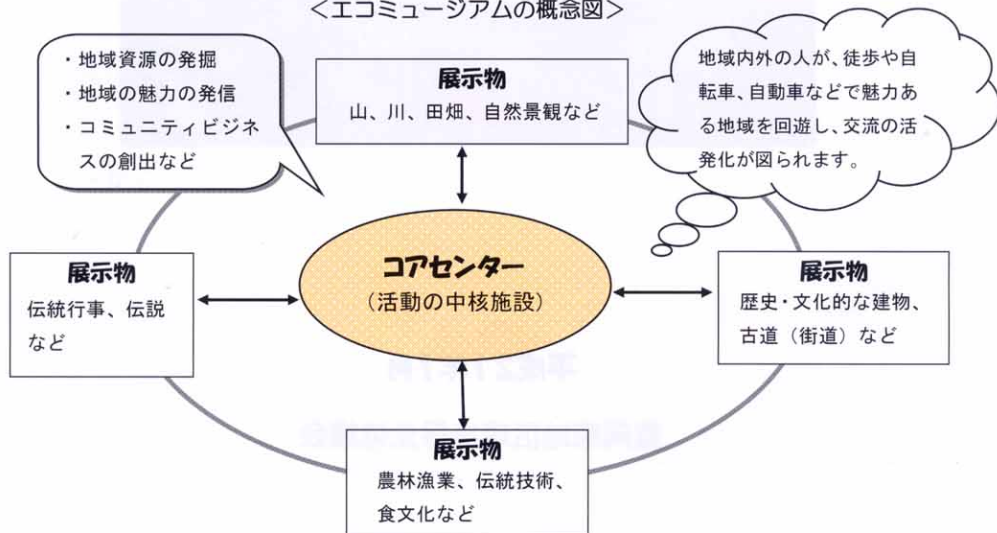 ＜エコミュージアムの概念図＞
・地域資源の発掘
・地域の魅力の発信
・コミュニティビジネ
スの創出など
展示物
山、川、田畑、自然景観など
地域内外の人が、徒歩や自
転車、自動車などで魅力あ
る地域を回遊し、交流の活
発化が図られます。
展示物
伝統行事、伝説
など
コアセンター
（活動の中核施設）
展示物
歴史・文化的な建物、
古道（街道）など
展示物
農林漁業、伝統技術、
食文化など